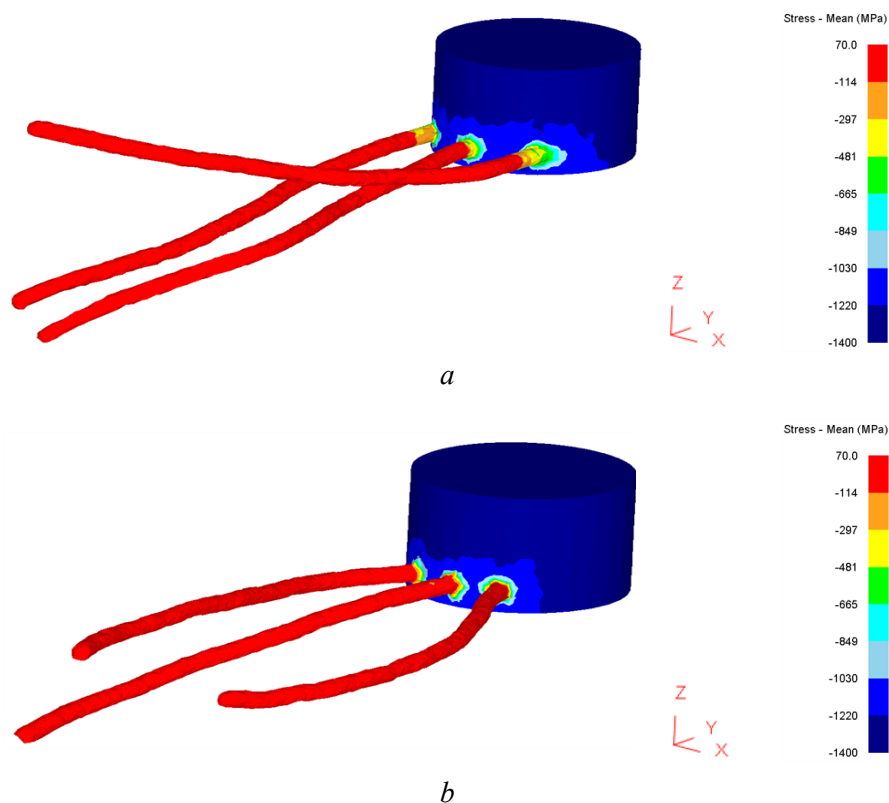 Stress - Mean (MPa)
70.0
-114
-297
-481
-665
-849
-1030
-1220
-1400
Z
Y
X
a
Stress - Mean (MPa)
70.0
-114
-297
-481
-665
-849
-1030
-1220
-1400
Z
Y
X
b